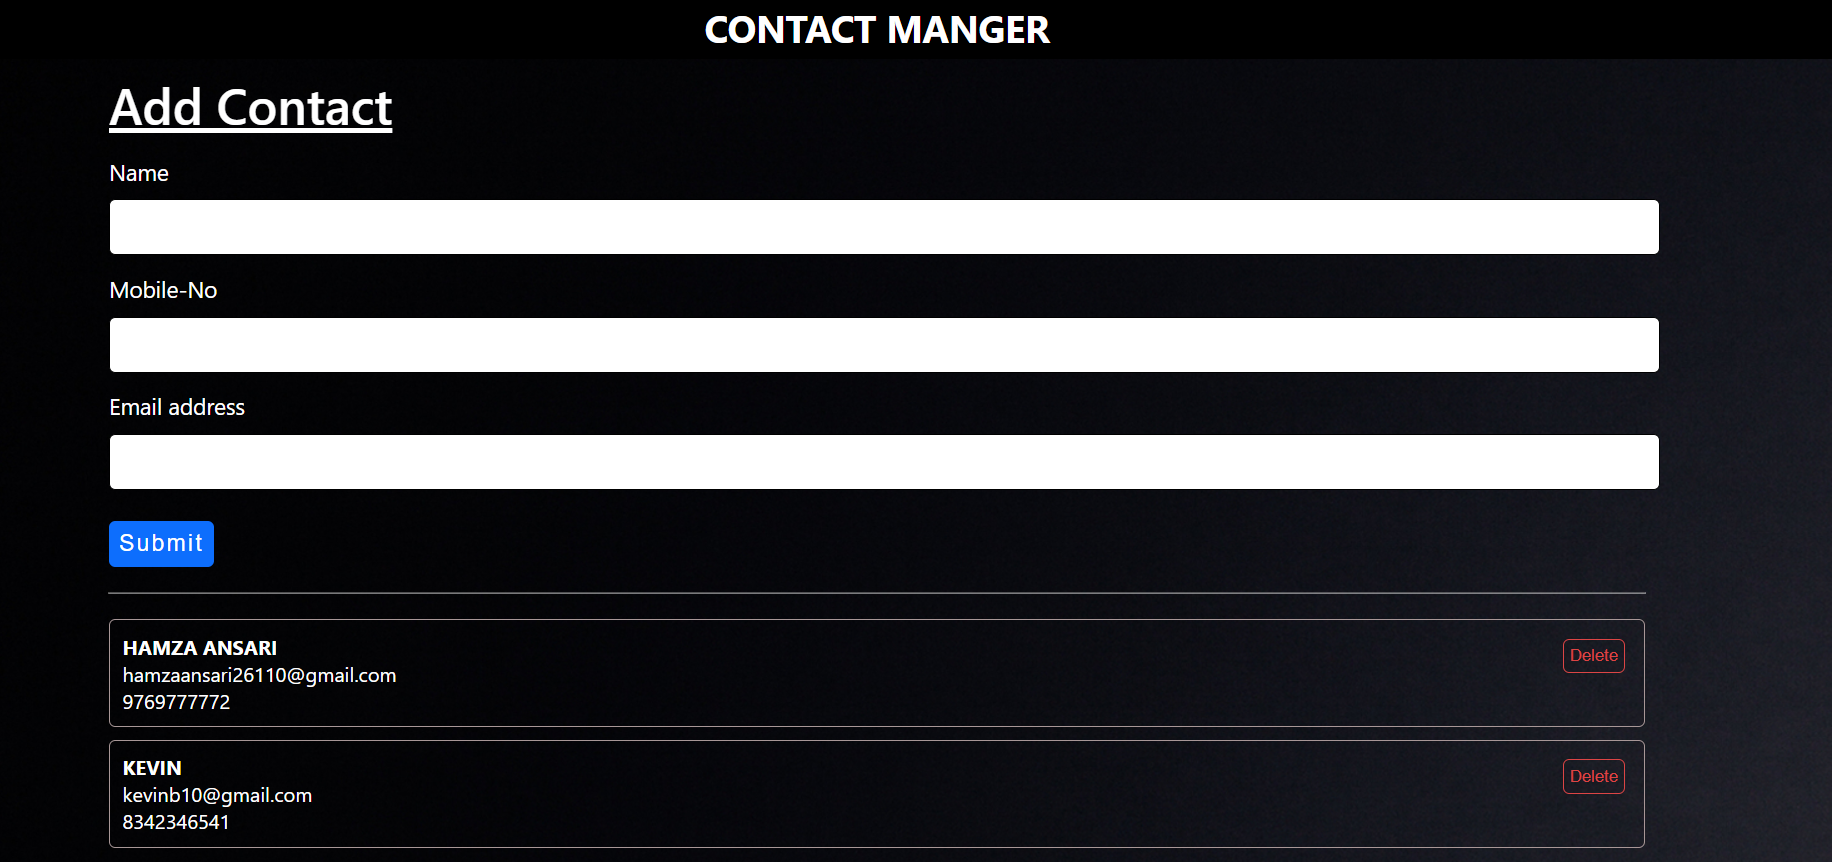 CONTACT MANGER
Add Contact
Name
Mobile-No
Email address
Submit
HAMZA ANSARI
Delete
hamzaansari26110@gmail.com
9769777772
KEVIN
Delete
kevinb10@gmail.com
8342346541